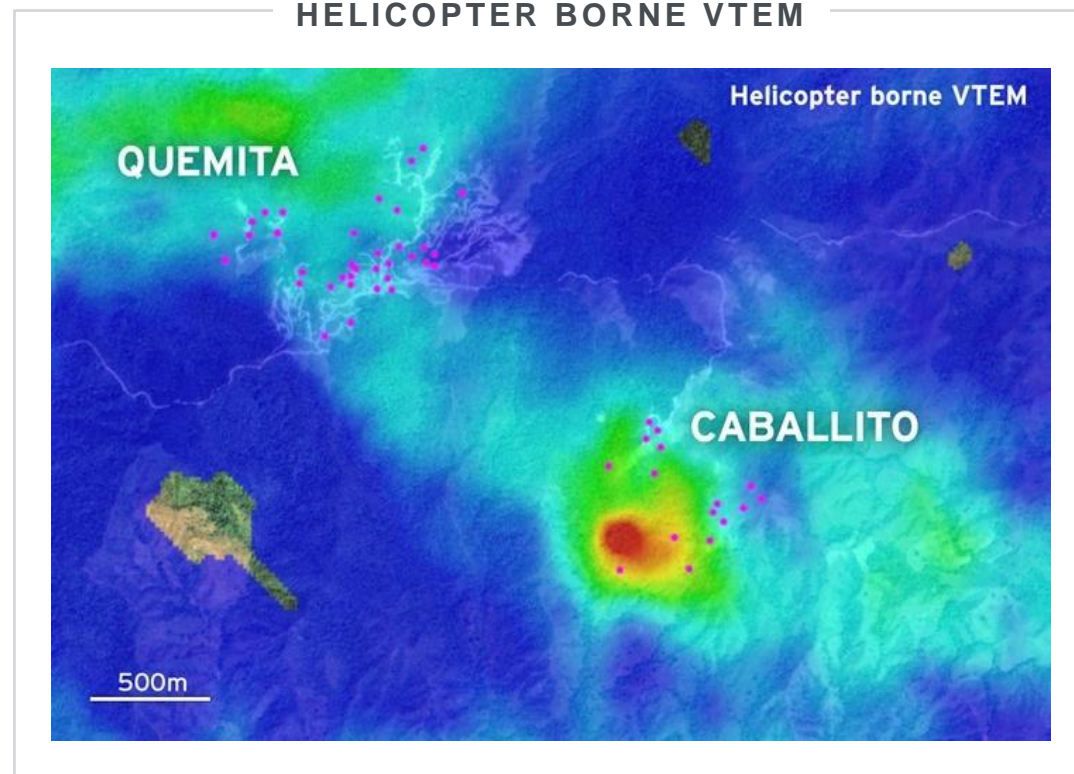 HELICOPTER BORNE VTEM
Helicopter borne VTEM
QUEMITA
CABALLITO
500m